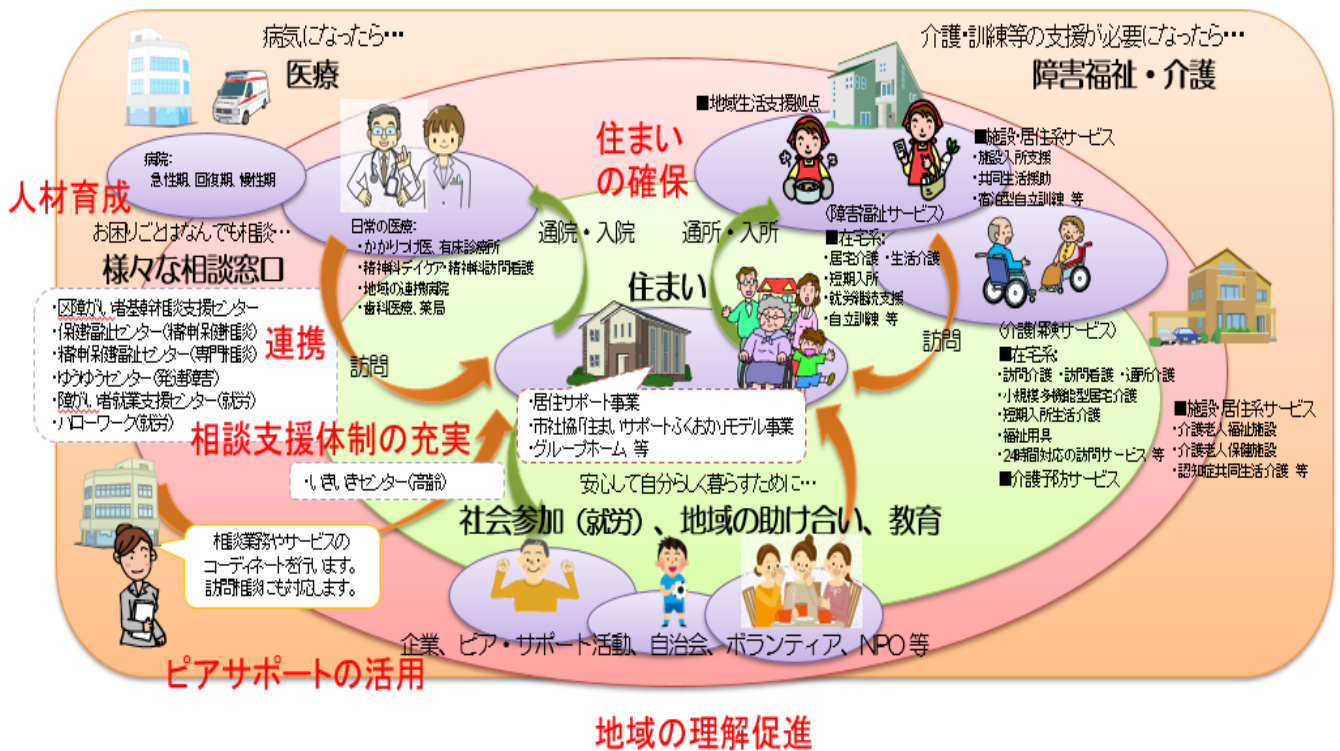 病気になったら…
医療
介護・訓練等の支援が必要になったら…
障害福祉・介護
病院:
急性期、回復期、慢性期
人材育成
日常の医療:
・かかりつけ医、有床診療所
・精神科デイケア・精神科訪問看護
・地域の連携病院
・歯科医療、薬局
住まい
の確保
■地域生活支援拠点
■施設・居住系サービス
・施設入所支援
・共同生活援助
・宿泊型自立訓練 等
(障害福祉サービス)
■在宅系:
・居宅介護 ・生活介護
・短期入所
・就労継続支援
・自立訓練 等
お困りごとはなんでも相談…
様々な相談窓口
・区障がい者基幹相談支援センター
・保健福祉センター(精神保健相談)
・精神保健福祉センター(専門相談)
・ゆうゆうセンター(発達障害)
・障がい者就業支援センター(就労)
・ハローワーク(就労)
連携
訪問
通院・入院
通所・入所
住まい
訪問
(介護保険サービス)
■在宅系:
・訪問介護 ・訪問看護 ・通所介護
・小規模多機能型居宅介護
・短期入所生活介護
・福祉用具
・24時間対応の訪問サービス 等
■介護予防サービス
■施設・居住系サービス
・介護老人福祉施設
・介護老人保健施設
・認知症共同生活介護 等
・居住サポート事業
・市社協「住まいサポートふくおか」モデル事業
・グループホーム 等
相談支援体制の充実
・いきいきセンター(高齢)
安心して自分らしく暮らすために…
社会参加(就労)、地域の助け合い、教育
相談業務やサービスの
コーディネートを行います。
訪問相談にも対応します。
企業、ピア・サポート活動、自治会、ボランティア、NPO 等
ピアサポートの活用
地域の理解促進